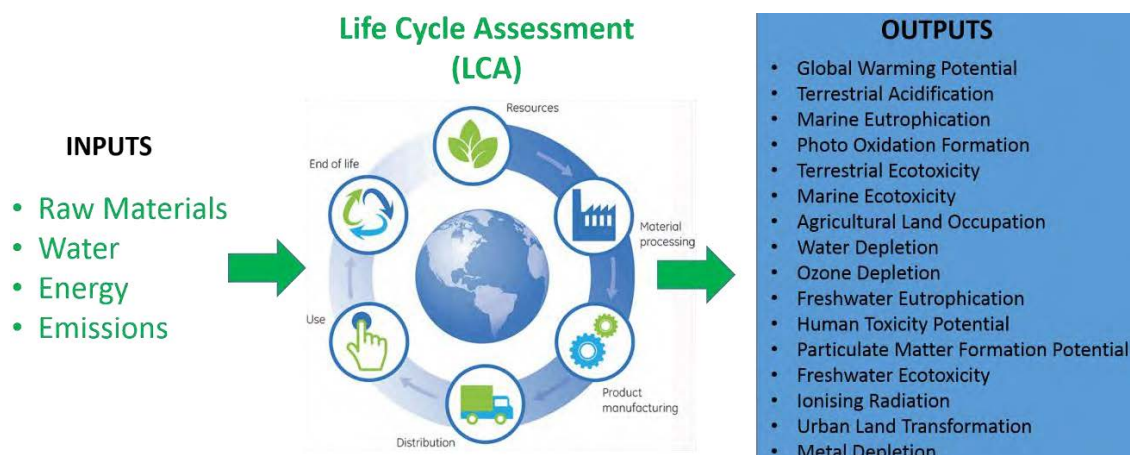 Life Cycle Assessment
(LCA)
INPUTS
• Raw Materials
• Water
• Energy
• Emissions
Resources
Material
processing
Product
manufacturing
Distribution
Use
End of life
OUTPUTS
• Global Warming Potential
• Terrestrial Acidification
• Marine Eutrophication
• Photo Oxidation Formation
• Terrestrial Ecotoxicity
• Marine Ecotoxicity
• Agricultural Land Occupation
• Water Depletion
• Ozone Depletion
• Freshwater Eutrophication
• Human Toxicity Potential
• Particulate Matter Formation Potential
• Freshwater Ecotoxicity
• Ionising Radiation
• Urban Land Transformation
• Metal Depletion